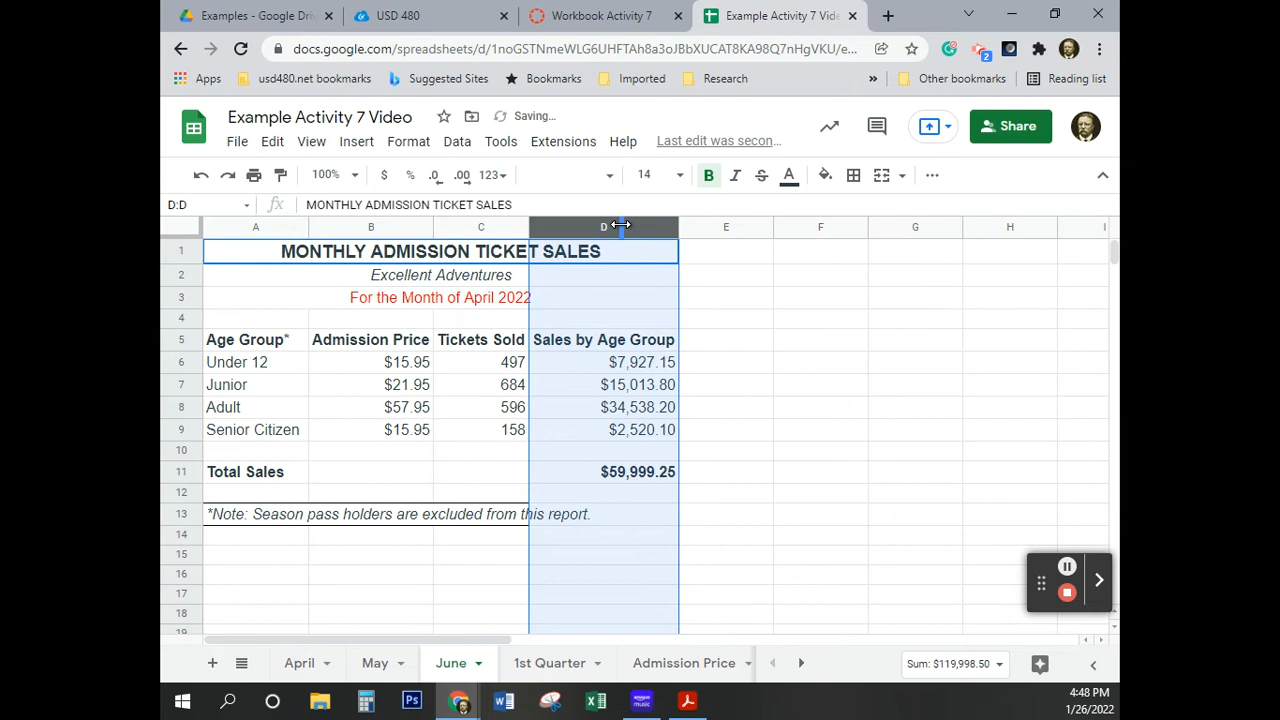 Examples - Google Driv
USD 480
Workbook Activity 7
Example Activity 7 Vide
docs.google.com/spreadsheets/d/1noGSTNmeWLG6UHFTAh8a3oJBbXUCAT8KA98Q7nHgVKU/e...
2
Apps
usd480.net bookmarks
Suggested Sites
Bookmarks
Imported
Research
»
Other bookmarks
Reading list
Example Activity 7 Video
Saving...
File Edit View Insert Format Data Tools Extensions Help Last edit was secon...
Share
100% $ % .0 .00 123 14 B I S A
D:D fx MONTHLY ADMISSION TICKET SALES
A B C D E F G H I
1 MONTHLY ADMISSION TICKET SALES
2 Excellent Adventures
3 For the Month of April 2022
4
5 Age Group* Admission Price Tickets Sold Sales by Age Group
6 Under 12 $15.95 497 $7,927.15
7 Junior $21.95 684 $15,013.80
8 Adult $57.95 596 $34,538.20
9 Senior Citizen $15.95 158 $2,520.10
10
11 Total Sales $59,999.25
12
13 *Note: Season pass holders are excluded from this report.
14
15
16
17
18
19
April May June 1st Quarter Admission Price
Sum: $119,998.50
Ps
W
X
amazon music
4:48 PM
1/26/2022